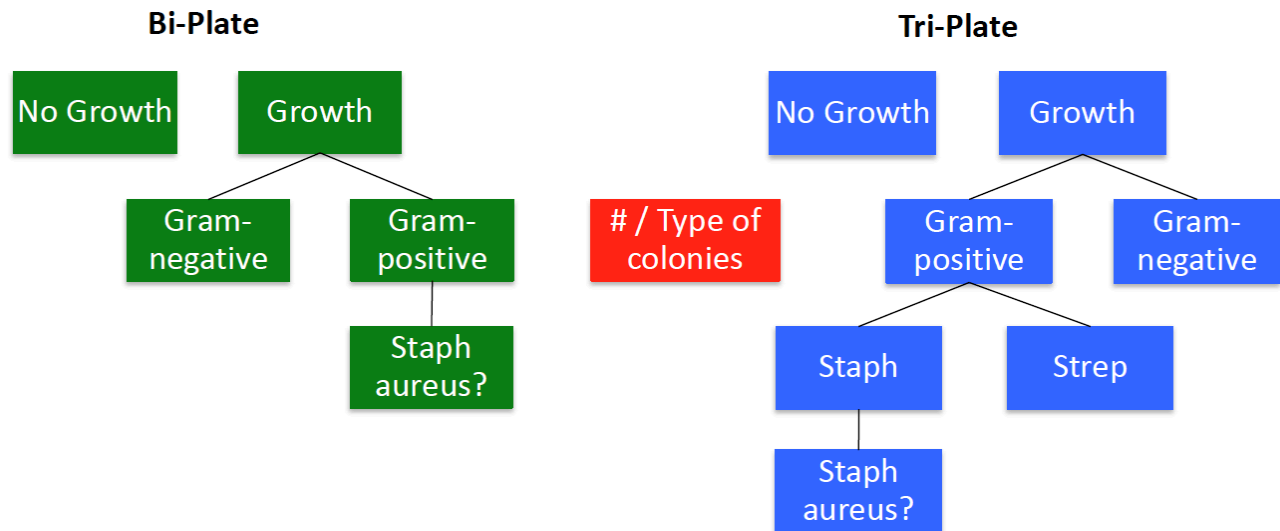 Bi-Plate
No Growth
Growth
Gram-
negative
Gram-
positive
Staph
aureus?
# / Type of
colonies
Tri-Plate
No Growth
Growth
Gram-
positive
Gram-
negative
Staph
Strep
Staph
aureus?